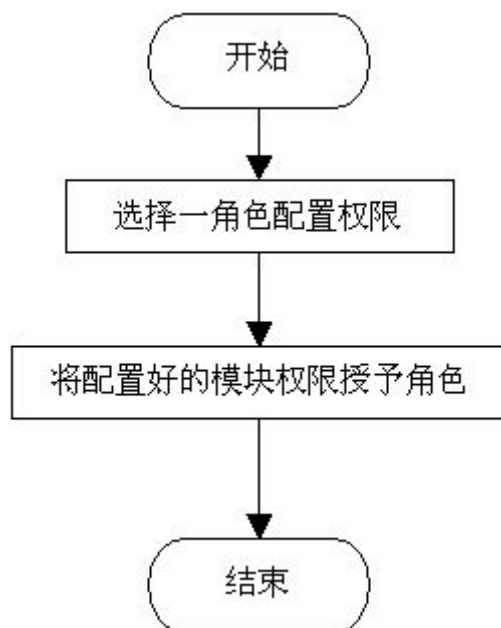 开始
选择一角色配置权限
将配置好的模块权限授予角色
结束